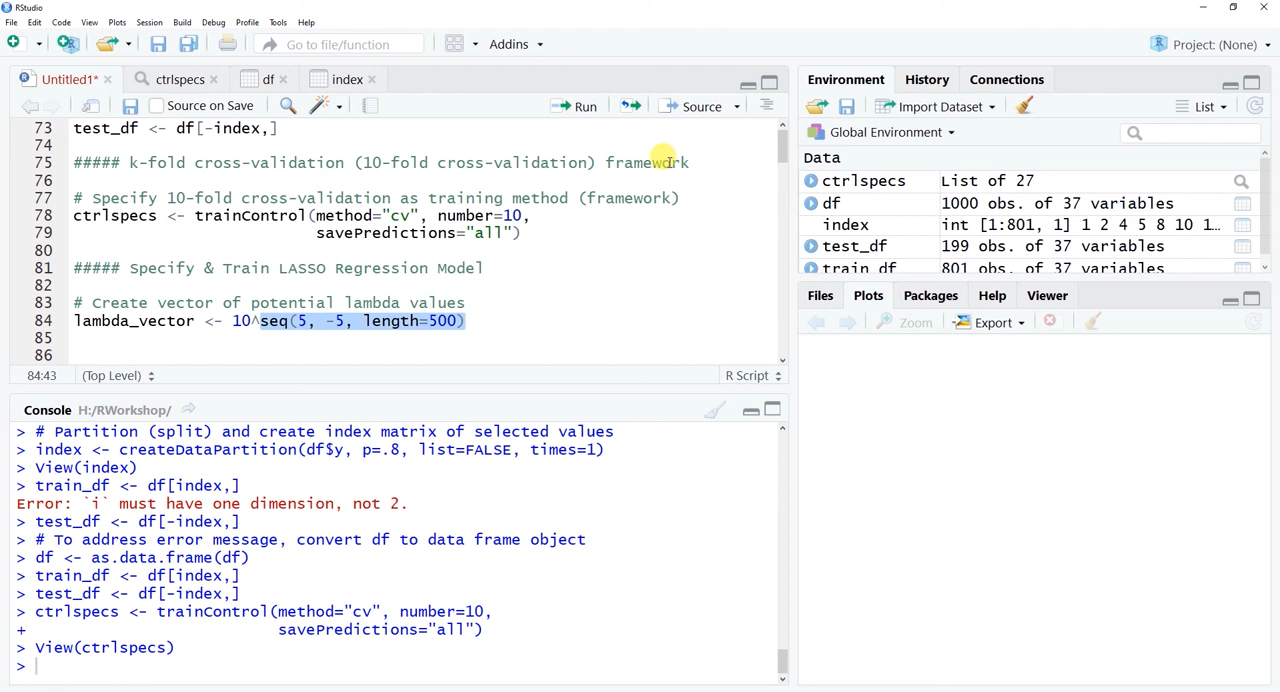 RStudio
File Edit Code View Plots Session Build Debug Profile Tools Help
Go to file/function Addins Project: (None)
Untitled1* ctrlspecs df index
Source on Save Run Source
73 test_df <- df[-index,]
74
75 ##### k-fold cross-validation (10-fold cross-validation) framework
76
77 # Specify 10-fold cross-validation as training method (framework)
78 ctrlspecs <- trainControl(method="cv", number=10,
79 savePredictions="all")
80
81 ##### Specify & Train LASSO Regression Model
82
83 # Create vector of potential lambda values
84 lambda_vector <- 10^seq(5, -5, length=500)
85
86
84:43 (Top Level) R Script
Console H:/RWorkshop/
> # Partition (split) and create index matrix of selected values
> index <- createDataPartition(df$y, p=.8, list=FALSE, times=1)
> View(index)
> train_df <- df[index,]
Error: `i` must have one dimension, not 2.
> test_df <- df[-index,]
> # To address error message, convert df to data frame object
> df <- as.data.frame(df)
> train_df <- df[index,]
> test_df <- df[-index,]
> ctrlspecs <- trainControl(method="cv", number=10,
+ savePredictions="all")
> View(ctrlspecs)
>
Environment History Connections
Import Dataset List
Global Environment
Data
ctrlspecs List of 27
df 1000 obs. of 37 variables
index int [1:801, 1] 1 2 4 5 8 10 1...
test_df 199 obs. of 37 variables
train_df 801 obs. of 37 variables
Files Plots Packages Help Viewer
Zoom Export